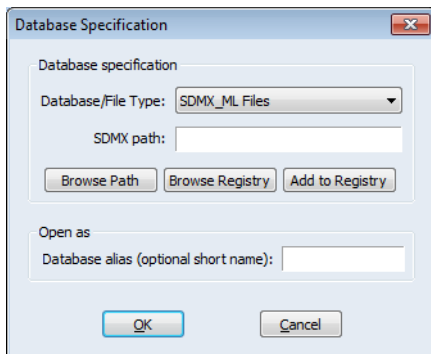 Database Specification
Database specification
Database/File Type: SDMX_ML Files
SDMX path:
Browse Path Browse Registry Add to Registry
Open as
Database alias (optional short name):
OK Cancel